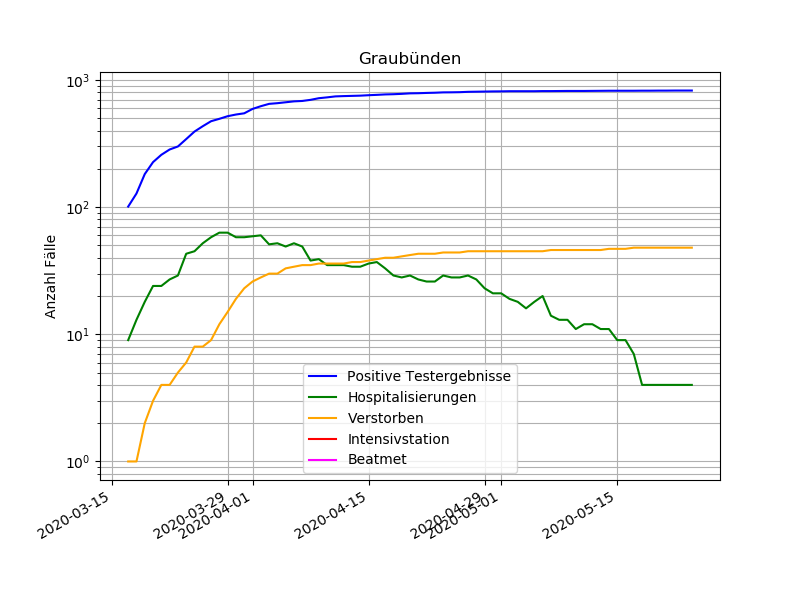 Graubünden
Anzahl Fälle
10³
10²
10¹
10⁰
Positive Testergebnisse
Hospitalisierungen
Verstorben
Intensivstation
Beatmet
2020-03-15
2020-03-29
2020-04-01
2020-04-15
2020-04-29
2020-05-01
2020-05-15